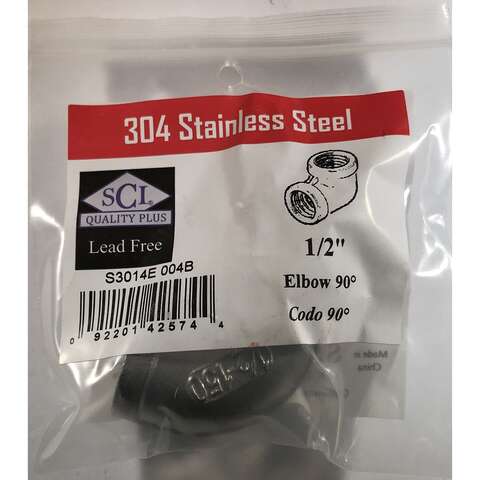 304 Stainless Steel
SCI
QUALITY PLUS
Lead Free
1/2"
Elbow 90°
Codo 90°
S3014E 004B
0 92201 42574 4
150
Made in
China